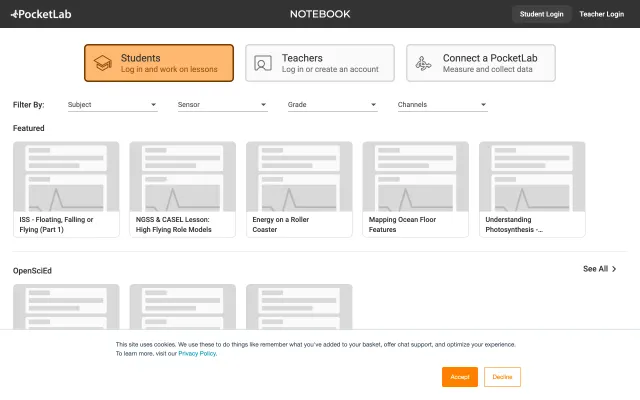 PocketLab
NOTEBOOK
Student Login
Teacher Login
Students
Log in and work on lessons
Teachers
Log in or create an account
Connect a PocketLab
Measure and collect data
Filter By:
Subject
Sensor
Grade
Channels
Featured
ISS - Floating, Falling or
Flying (Part 1)
NGSS & CASEL Lesson:
High Flying Role Models
Energy on a Roller
Coaster
Mapping Ocean Floor
Features
Understanding
Photosynthesis -...
OpenSciEd
See All
This site uses cookies. We use these to do things like remember what you've added to your basket, offer chat support, and optimize your experience.
To learn more, visit our Privacy Policy.
Accept
Decline